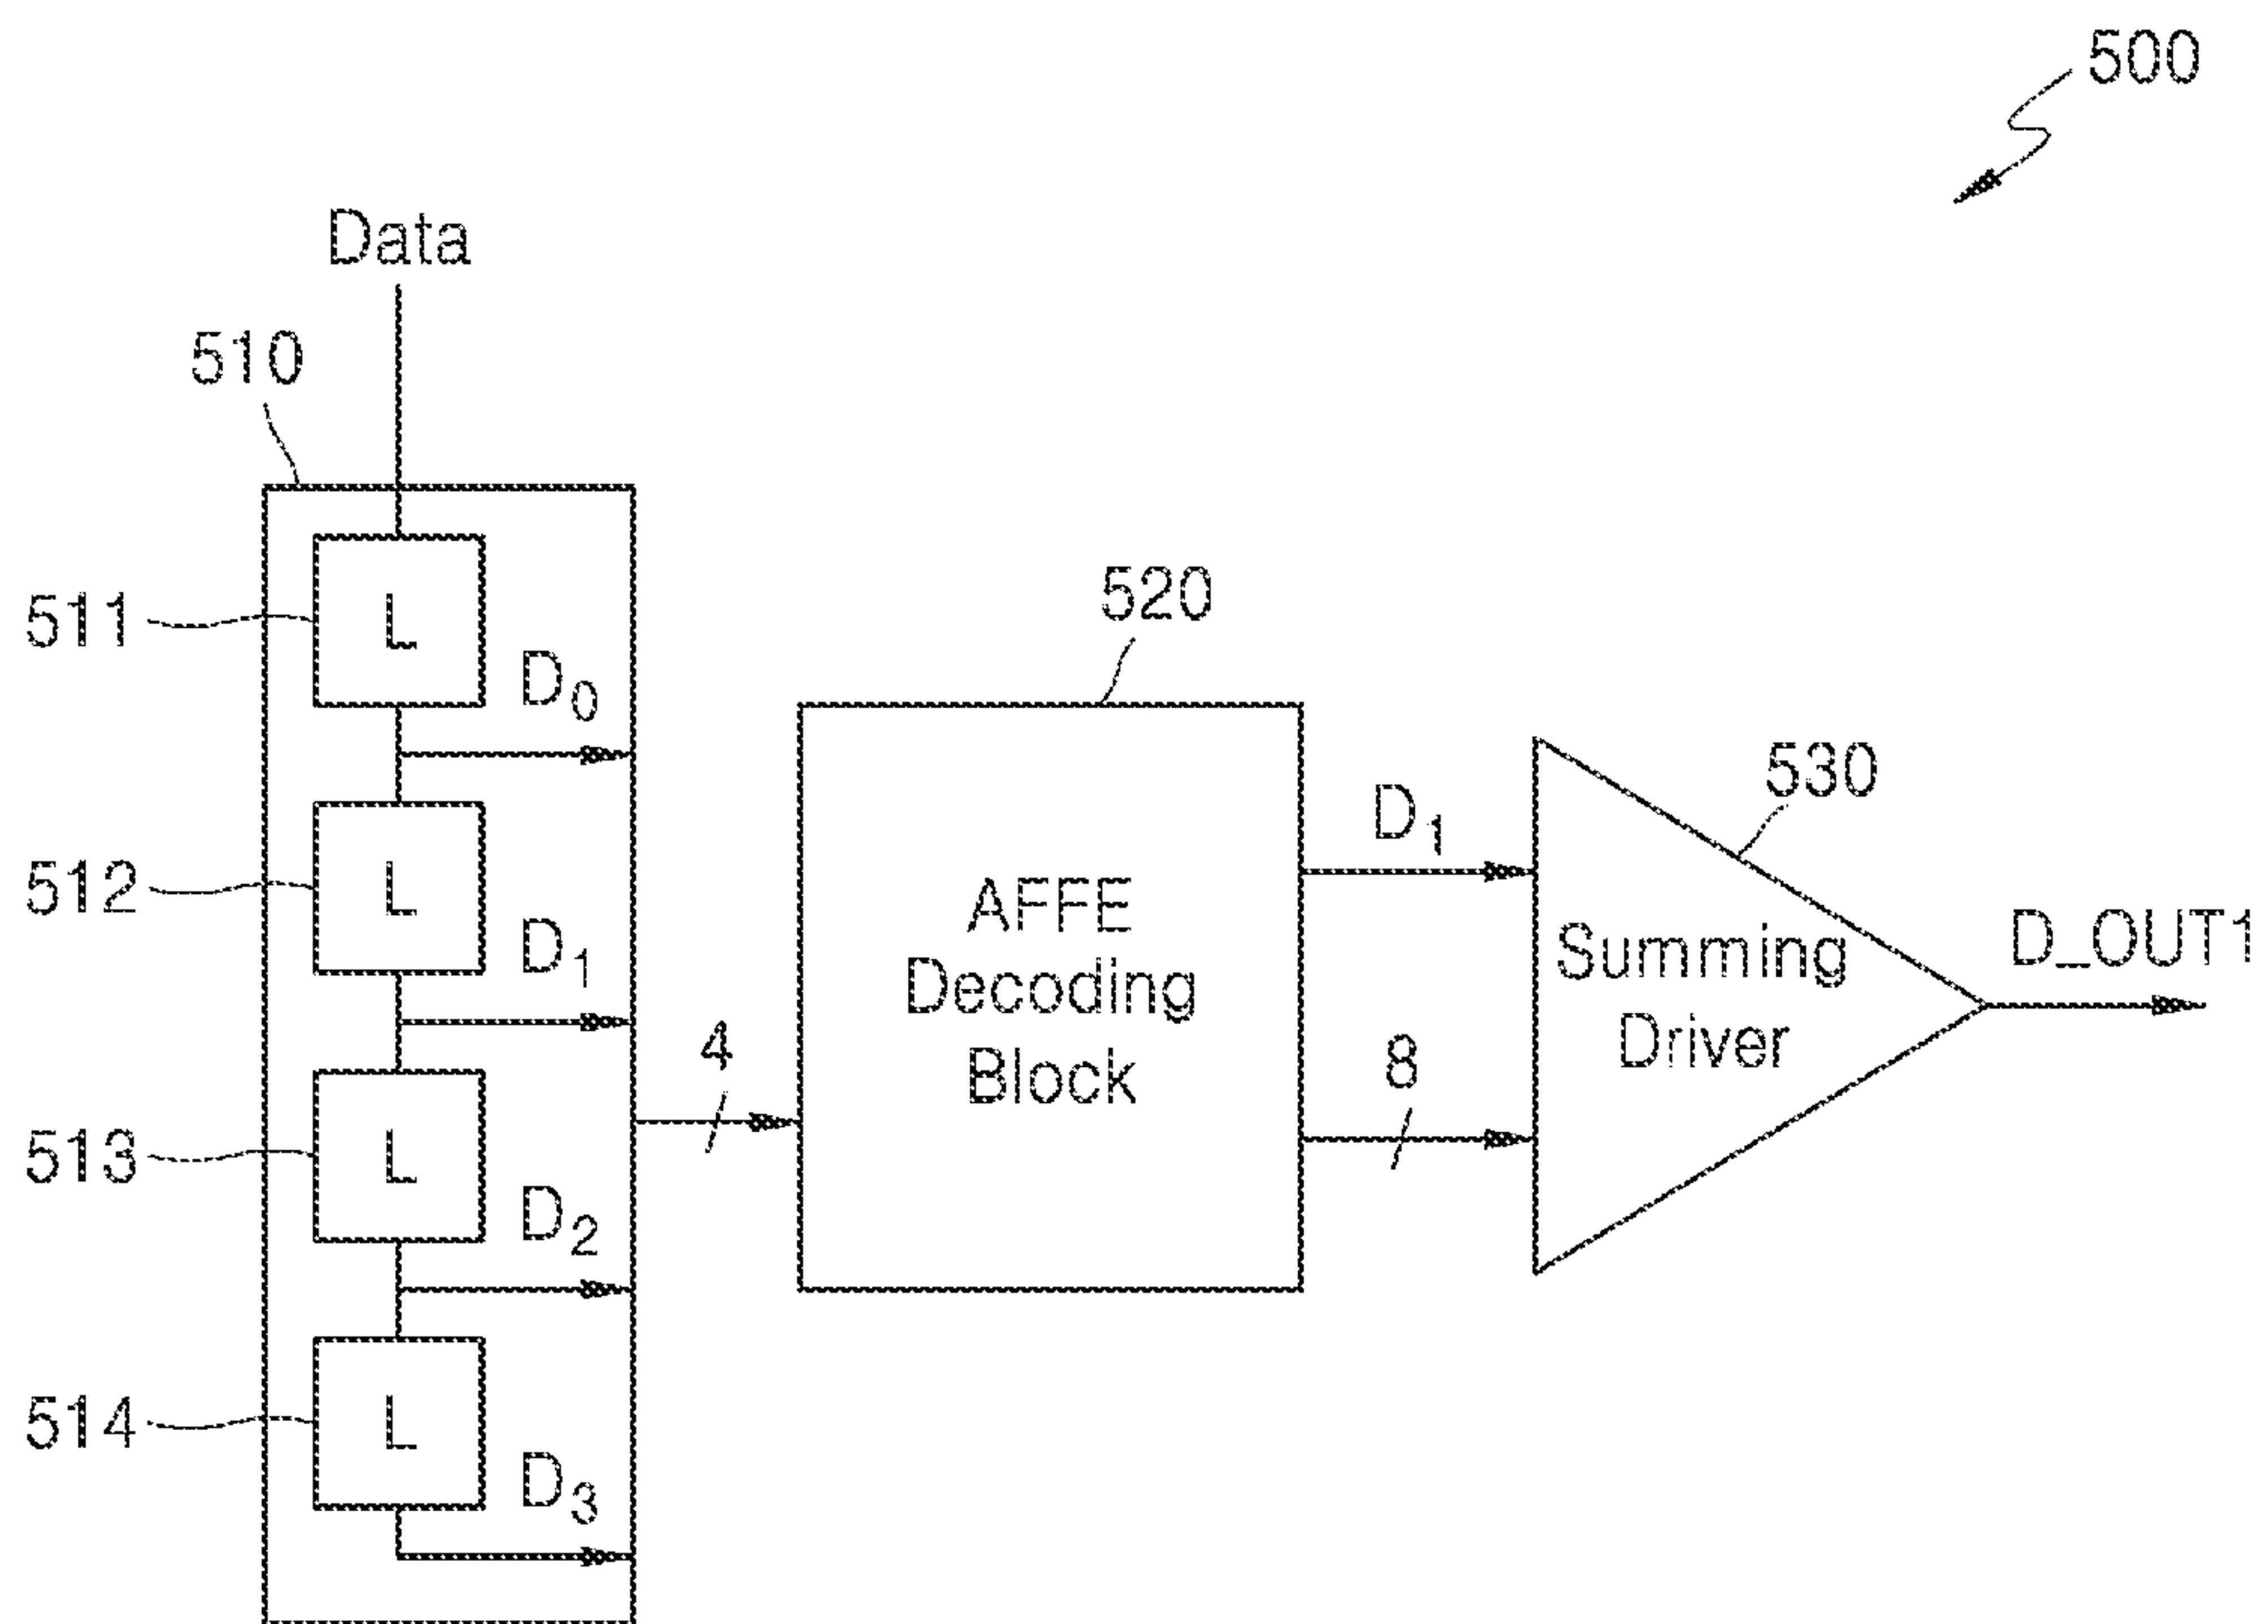 500
Data
510
511
L
D0
520
512
L
D1
AFFE
Decoding
Block
D1
530
Summing
Driver
D_OUT1
4
8
513
L
D2
514
L
D3